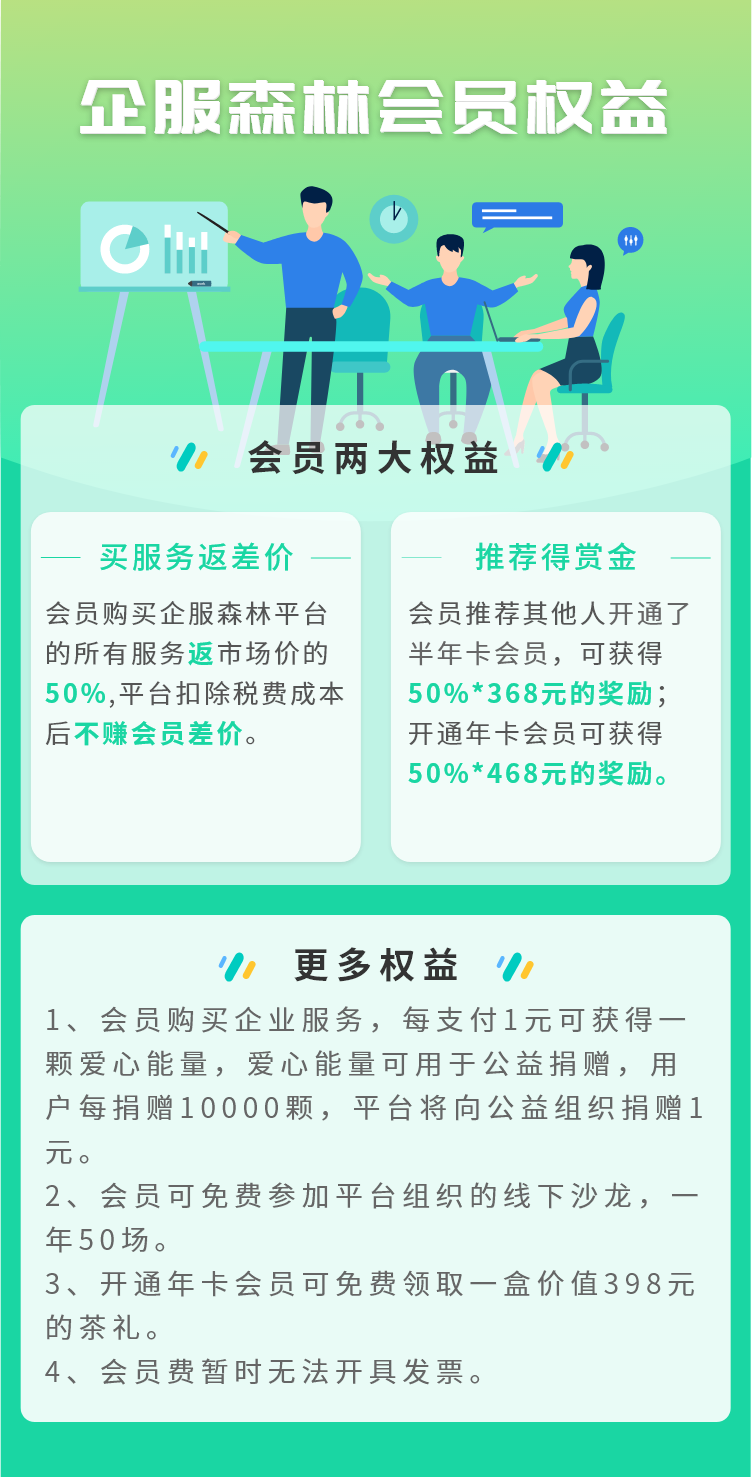 企服森林会员权益
会员两大权益
买服务返差价
会员购买企服森林平台
的所有服务返市场价的
50%,平台扣除税费成本
后不赚会员差价。
推荐得赏金
会员推荐其他人开通了
半年卡会员，可获得
50%*368元的奖励；
开通年卡会员可获得
50%*468元的奖励。
更多权益
1、会员购买企业服务，每支付1元可获得一
颗爱心能量，爱心能量可用于公益捐赠，用
户每捐赠10000颗，平台将向公益组织捐赠1
元。
2、会员可免费参加平台组织的线下沙龙，一
年50场。
3、开通年卡会员可免费领取一盒价值398元
的茶礼。
4、会员费暂时无法开具发票。